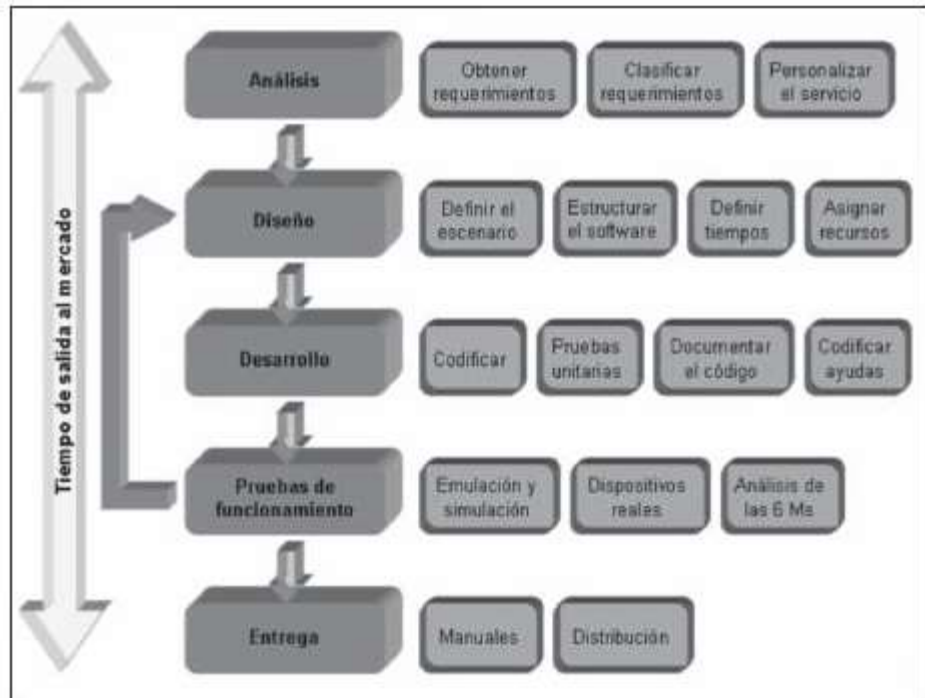 Tiempo de salida al mercado
Análisis
Obtener
requerimientos
Clasificar
requerimientos
Personalizar
el servicio
Diseño
Definir el
escenario
Estructurar
el software
Definir
tiempos
Asignar
recursos
Desarrollo
Codificar
Pruebas
unitarias
Documentar
el código
Codificar
ayudas
Pruebas de
funcionamiento
Emulación y
simulación
Dispositivos
reales
Análisis de
las 6 Ms
Entrega
Manuales
Distribución